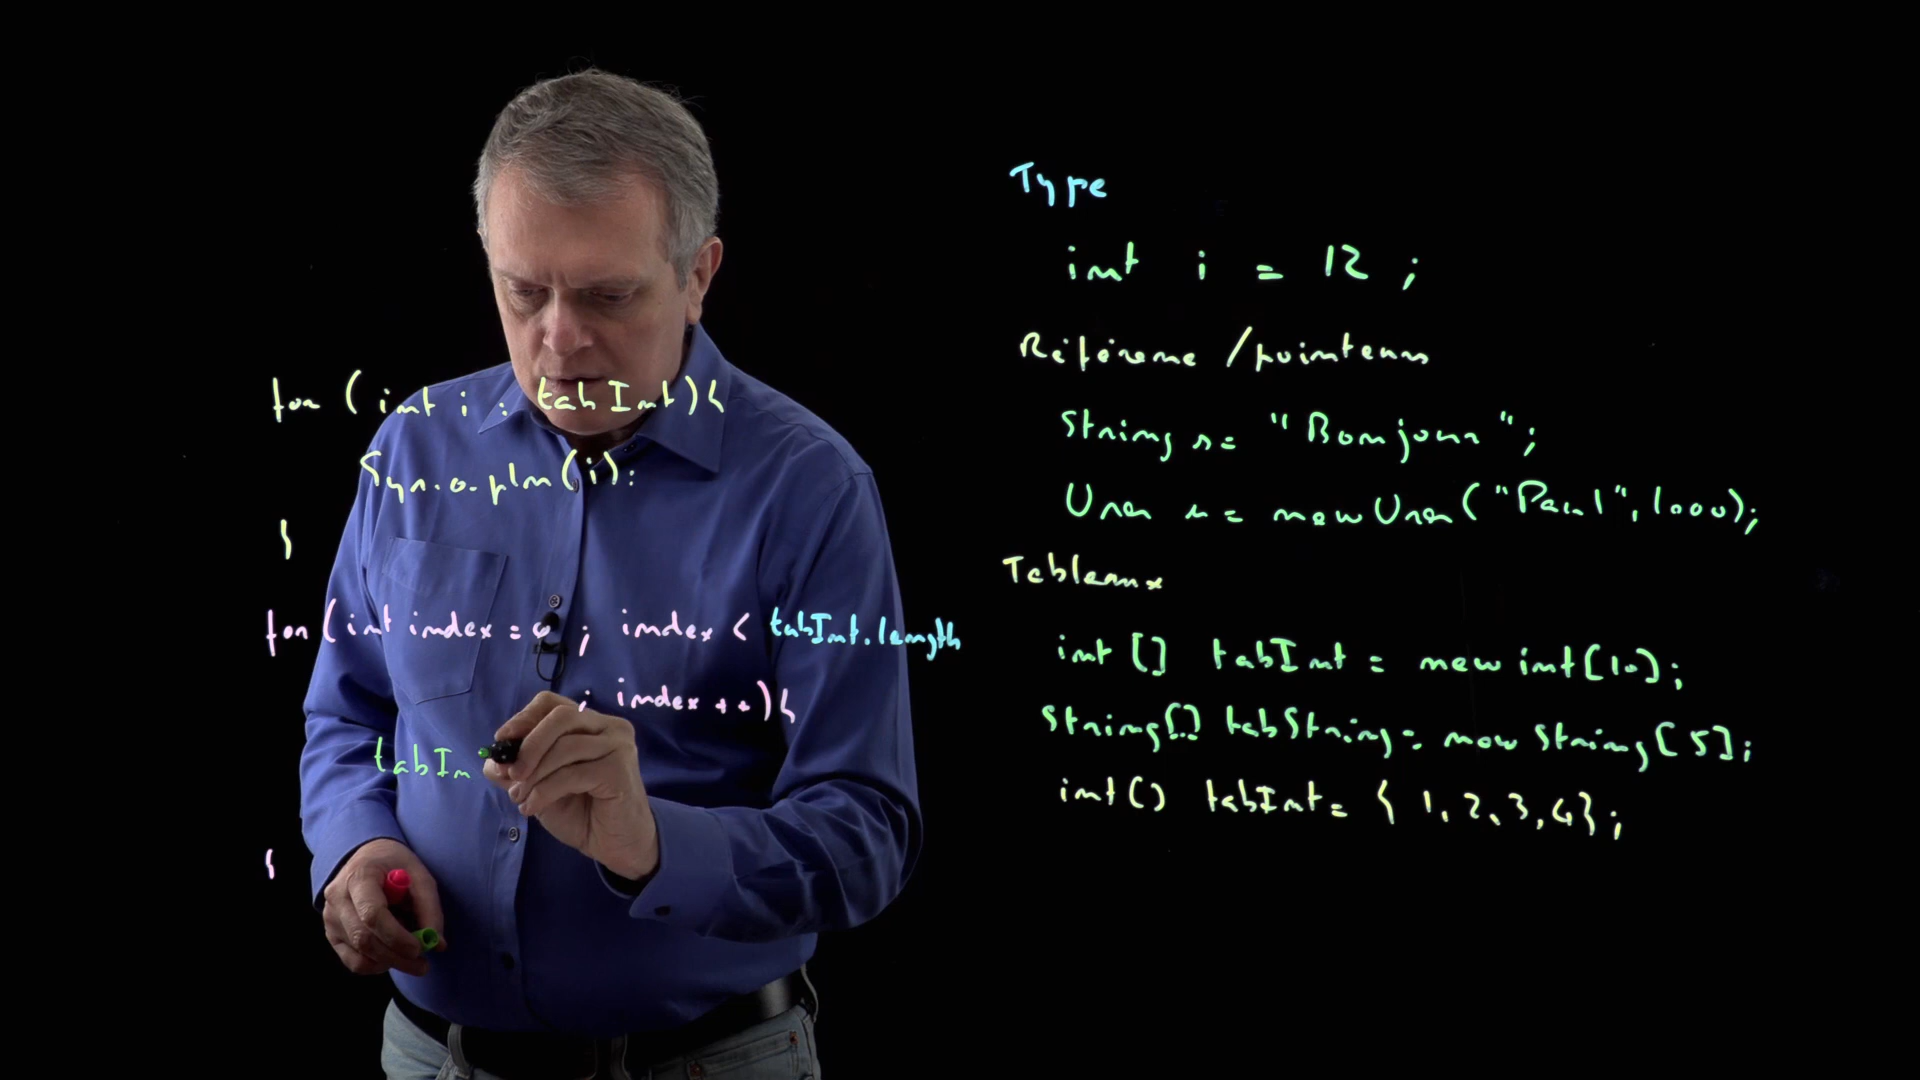 for (int i : tabInt){
Sys.o.pln(i);
}
for (int index = 0 ; index < tabInt.length
; index ++){
tabIn
}
Type
int i = 12 ;
Référence / pointeurs
String s = "Bonjour";
User u = new User("Paul", 1000);
Tableaux
int [] tabInt = new int[10];
String[] tabString = new String[5];
int[] tabInt = { 1, 2, 3, 4};